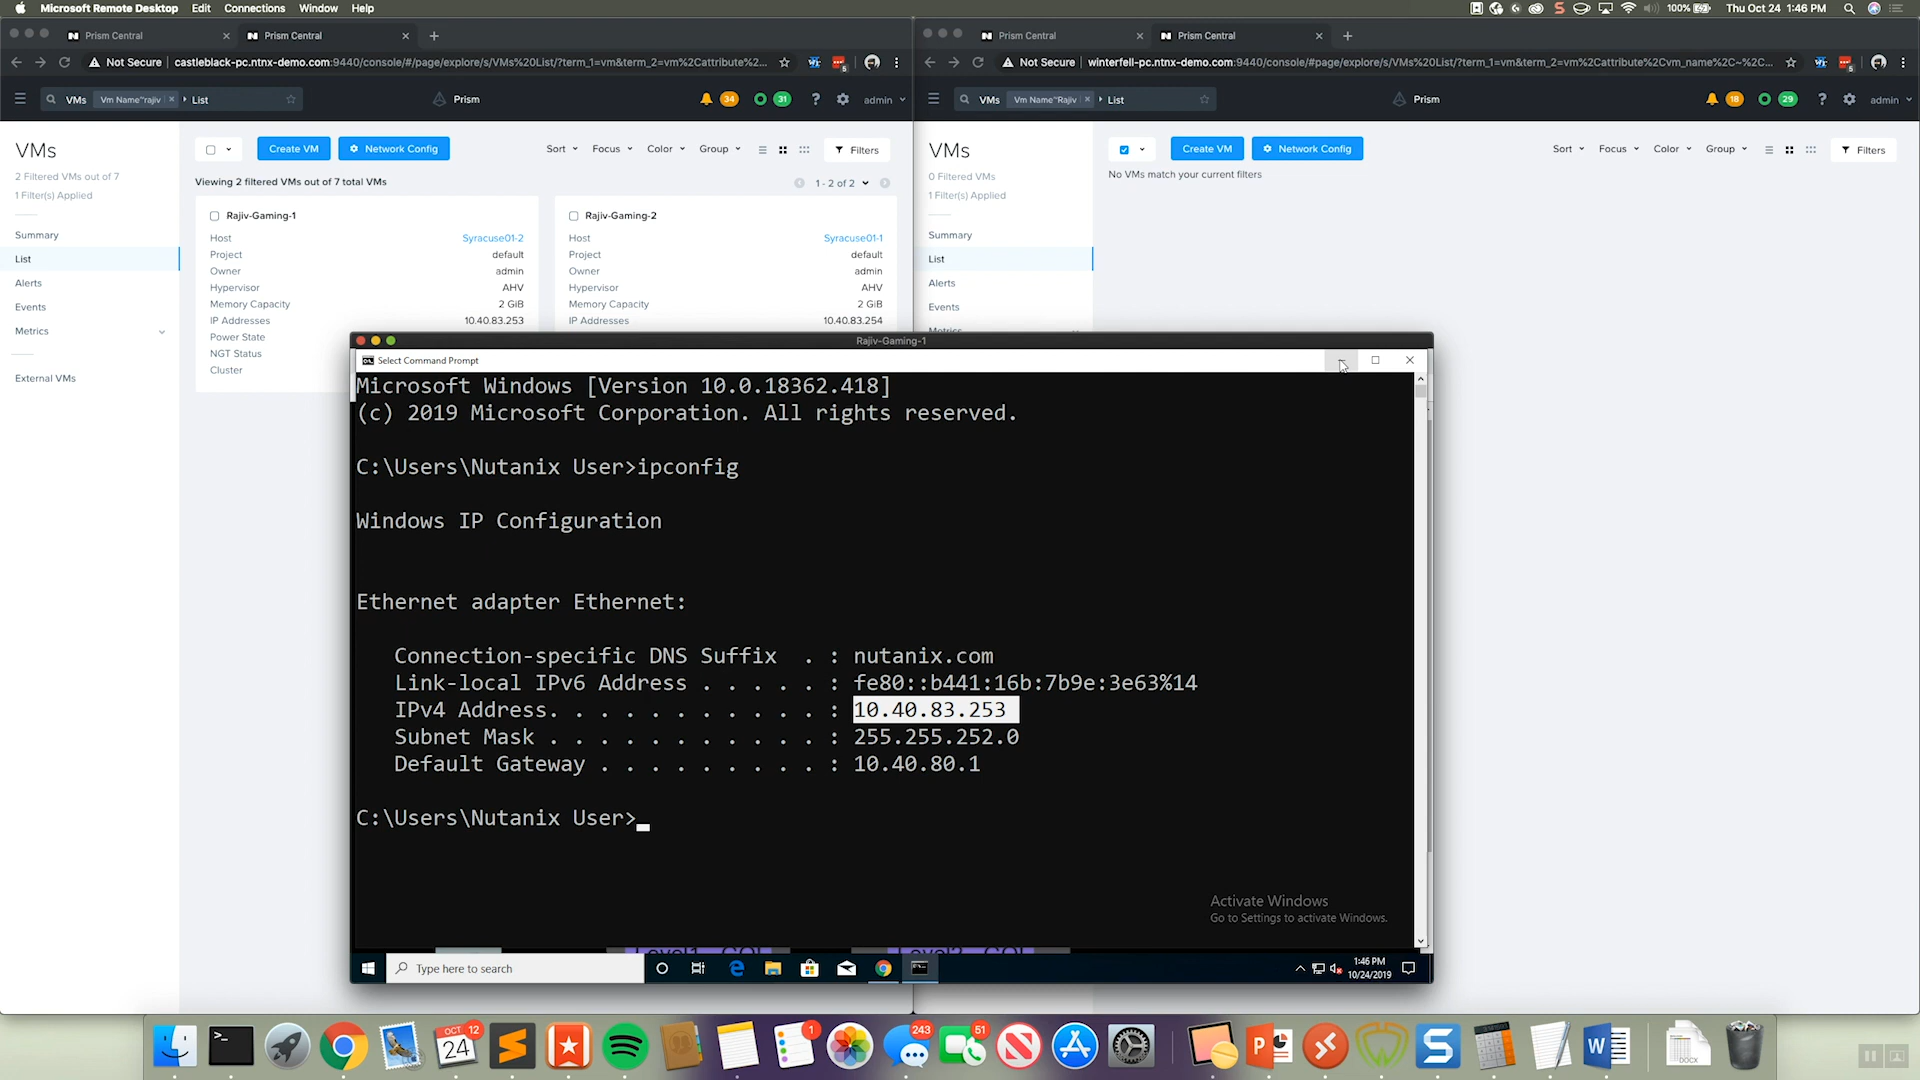 Microsoft Remote Desktop Edit Connections Window Help
100% Thu Oct 24 1:46 PM
Prism Central
Prism Central
Not Secure castleblack-pc.ntnx-demo.com:9440/console/#/page/explore/s/VMs%20List/?term_1=vm&term_2=vm%2Cattribute%2...
VMs Vm Name~rajiv List
Prism
34 31 ? admin
VMs
2 Filtered VMs out of 7
1 Filter(s) Applied
Summary
List
Alerts
Events
Metrics
External VMs
Create VM Network Config
Sort Focus Color Group Filters
Viewing 2 filtered VMs out of 7 total VMs
1 - 2 of 2
Rajiv-Gaming-1
Host Syracuse01-2
Project default
Owner admin
Hypervisor AHV
Memory Capacity 2 GiB
IP Addresses 10.40.83.253
Power State
NGT Status
Cluster
Rajiv-Gaming-2
Host Syracuse01-1
Project default
Owner admin
Hypervisor AHV
Memory Capacity 2 GiB
IP Addresses 10.40.83.254
Prism Central
Prism Central
Not Secure winterfell-pc.ntnx-demo.com:9440/console/#page/explore/s/VMs%20List/?term_1=vm&term_2=vm%2Cattribute%2Cvm_name%2C~%2C...
VMs Vm Name~Rajiv List
Prism
18 29 ? admin
VMs
0 Filtered VMs
1 Filter(s) Applied
Summary
List
Alerts
Events
Metrics
Create VM Network Config
Sort Focus Color Group Filters
No VMs match your current filters
Rajiv-Gaming-1
Select Command Prompt
Microsoft Windows [Version 10.0.18362.418]
(c) 2019 Microsoft Corporation. All rights reserved.
C:\Users\Nutanix User>ipconfig
Windows IP Configuration
Ethernet adapter Ethernet:
Connection-specific DNS Suffix . : nutanix.com
Link-local IPv6 Address . . . . . : fe80::b441:16b:7b9e:3e63%14
IPv4 Address. . . . . . . . . . . : 10.40.83.253
Subnet Mask . . . . . . . . . . . : 255.255.252.0
Default Gateway . . . . . . . . . : 10.40.80.1
C:\Users\Nutanix User>
Activate Windows
Go to Settings to activate Windows.
Type here to search
1:46 PM
10/24/2019
OCT 12
24
1
243
51
DOCX